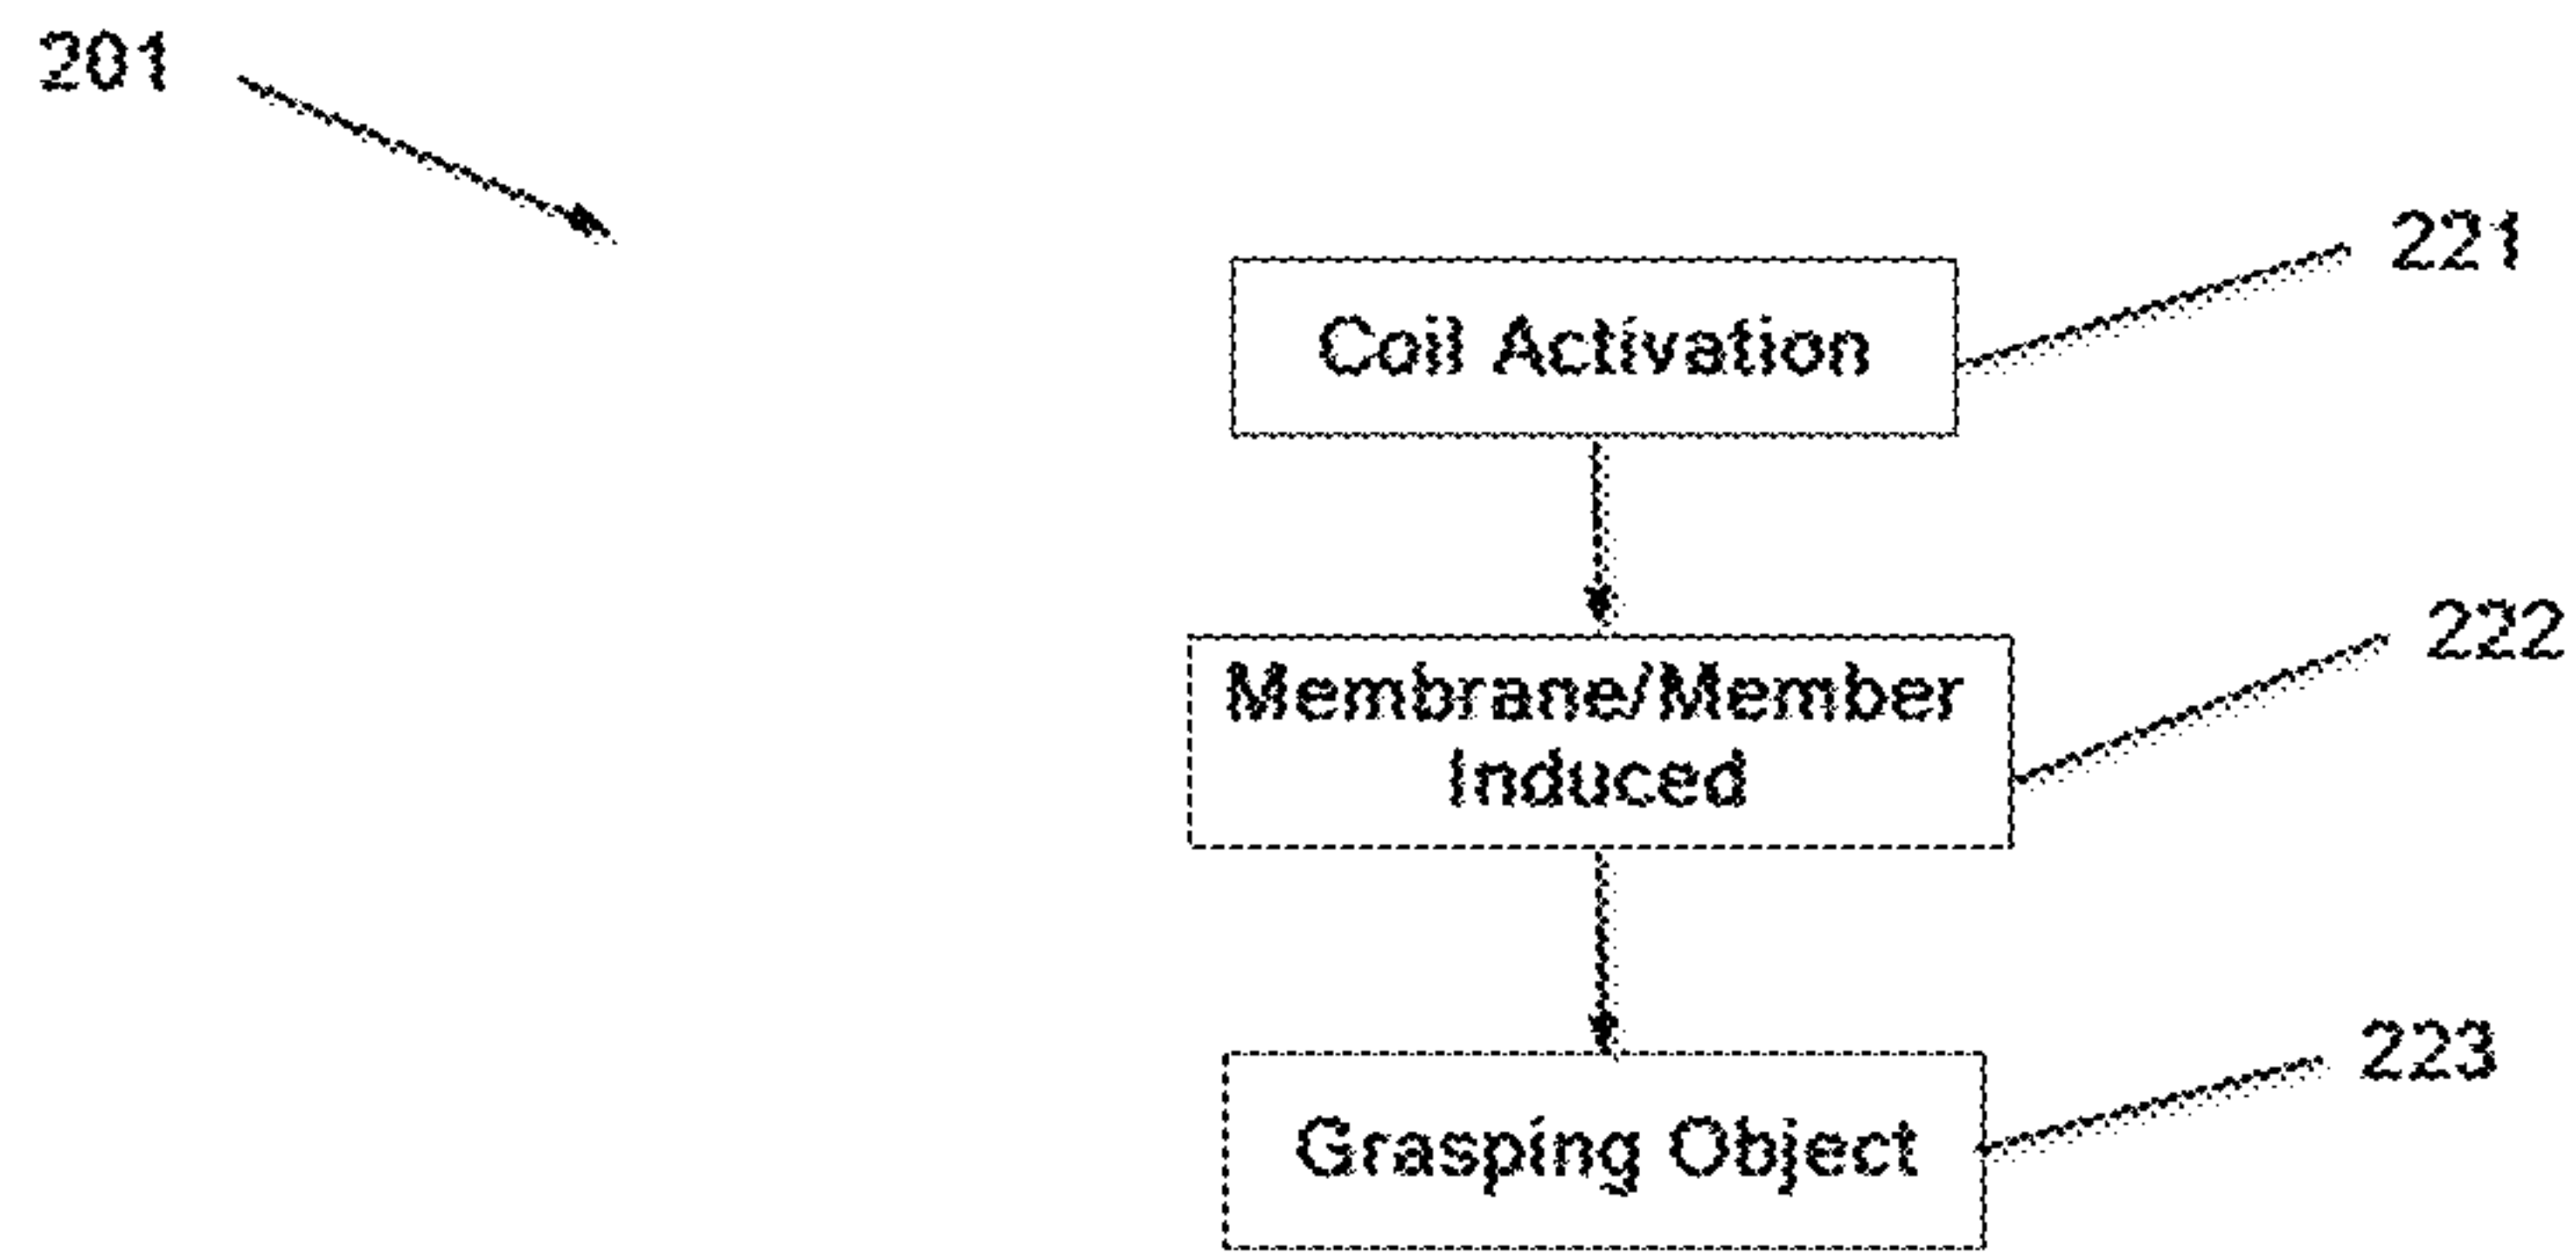 201
221
Coil Activation
222
Membrane/Member
Induced
223
Grasping Object